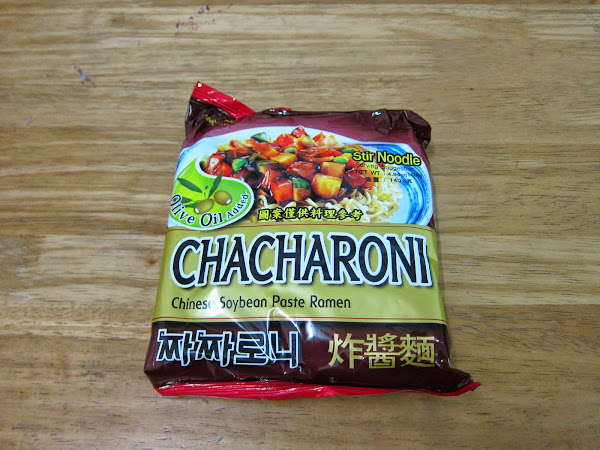 Stir Noodle
Olive Oil Added
圖案僅供料理參考
CHACHARONI
Chinese Soybean Paste Ramen
짜짜로니 炸醬麵